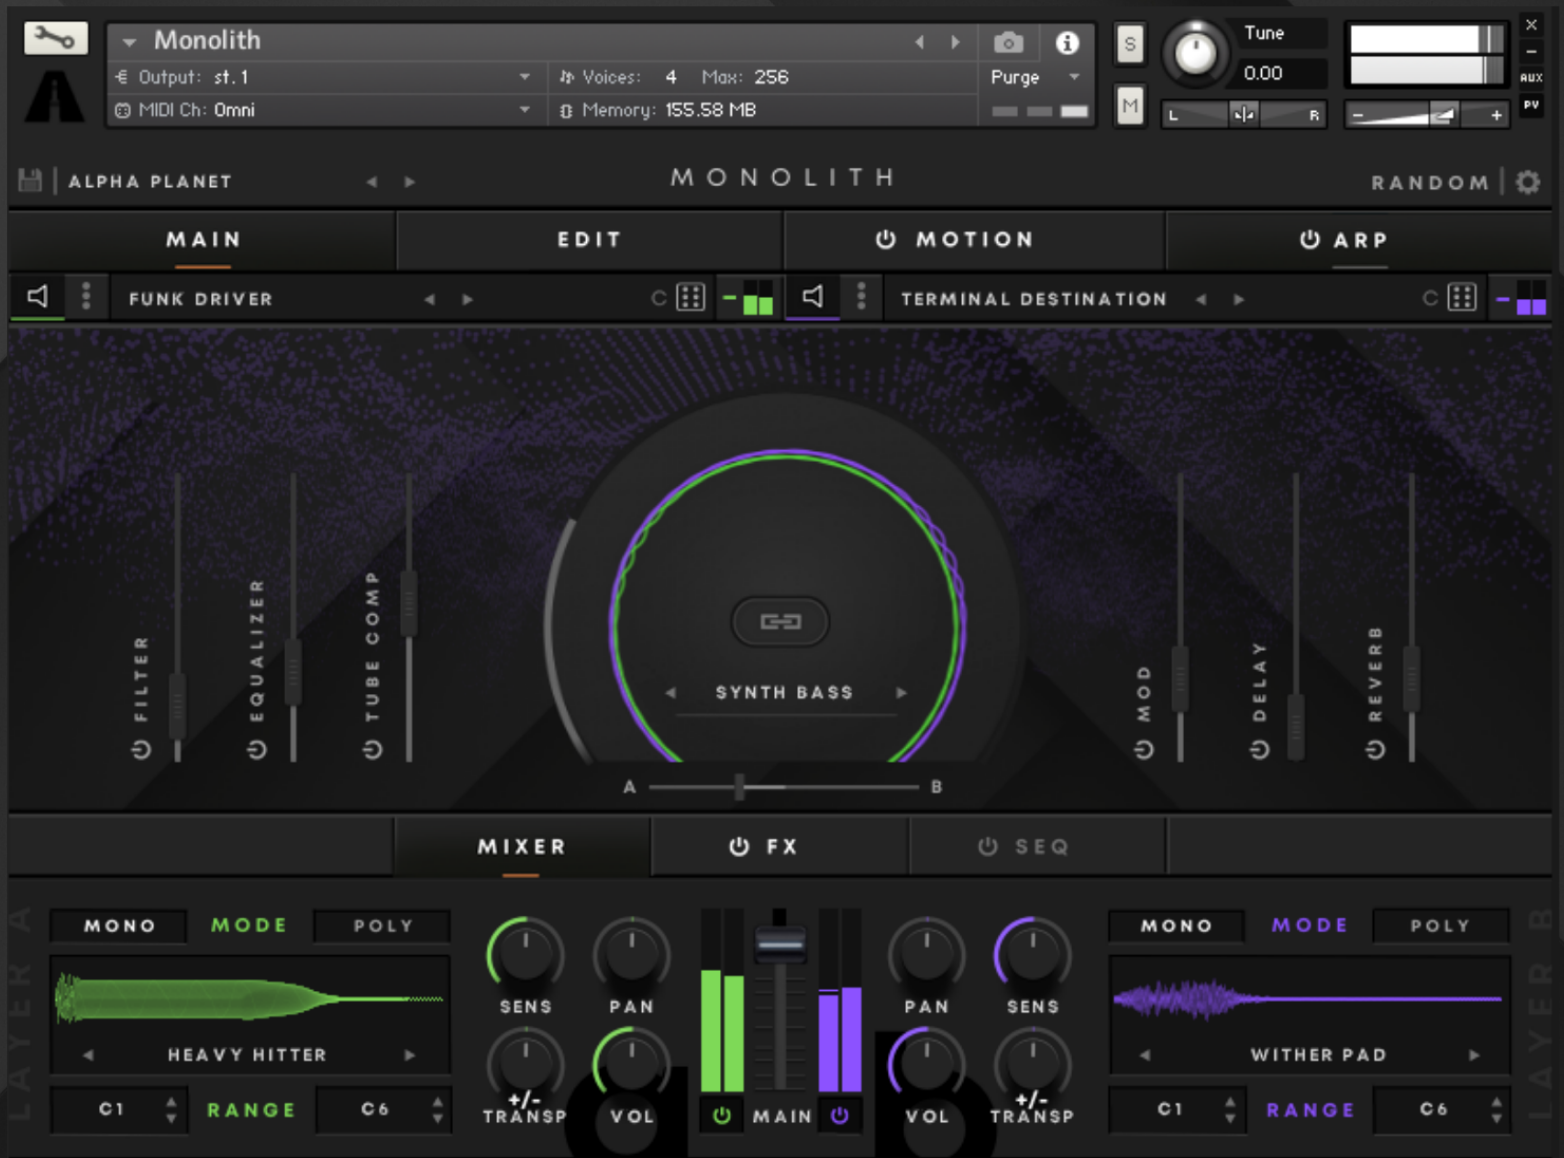 Monolith
Output: st. 1
Voices: 4 Max: 256
Purge
MIDI Ch: Omni
Memory: 155.58 MB
S
M
Tune
0.00
L R
- +
X
-
AUX
PV
ALPHA PLANET
MONOLITH
RANDOM
MAIN
EDIT
MOTION
ARP
FUNK DRIVER
C
TERMINAL DESTINATION
C
FILTER
EQUALIZER
TUBE COMP
SYNTH BASS
A B
MOD
DELAY
REVERB
MIXER
FX
SEQ
LAYER A
MONO MODE POLY
HEAVY HITTER
C1 RANGE C6
SENS PAN
+/-
TRANSP VOL
MAIN
PAN SENS
+/-
VOL TRANSP
MONO MODE POLY
WITHER PAD
C1 RANGE C6
LAYER B